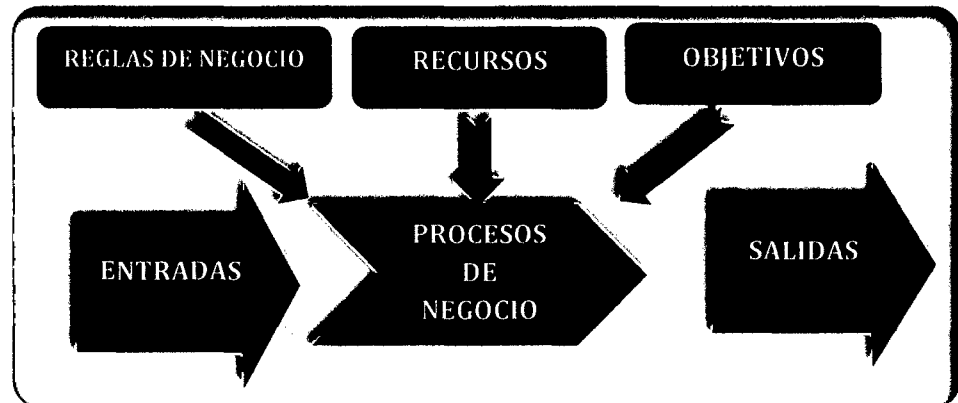 REGLAS DE NEGOCIO
RECURSOS
OBJETIVOS
ENTRADAS
PROCESOS
DE
NEGOCIO
SALIDAS